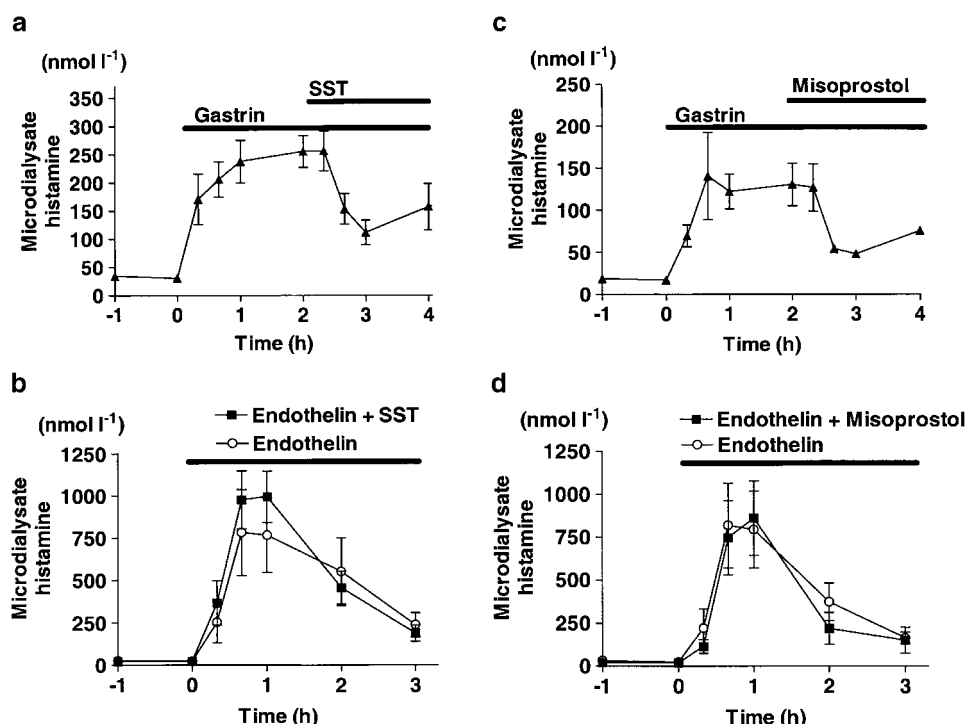 a
(nmol l⁻¹)
Microdialysate
histamine
350
300
250
200
150
100
50
0
SST
Gastrin
-1 0 1 2 3 4
Time (h)
c
(nmol l⁻¹)
Microdialysate
histamine
250
200
150
100
50
0
Misoprostol
Gastrin
-1 0 1 2 3 4
Time (h)
b
(nmol l⁻¹)
Endothelin + SST
Endothelin
Microdialysate
histamine
1250
1000
750
500
250
0
-1 0 1 2 3
Time (h)
d
(nmol l⁻¹)
Endothelin + Misoprostol
Endothelin
Microdialysate
histamine
1250
1000
750
500
250
0
-1 0 1 2 3
Time (h)